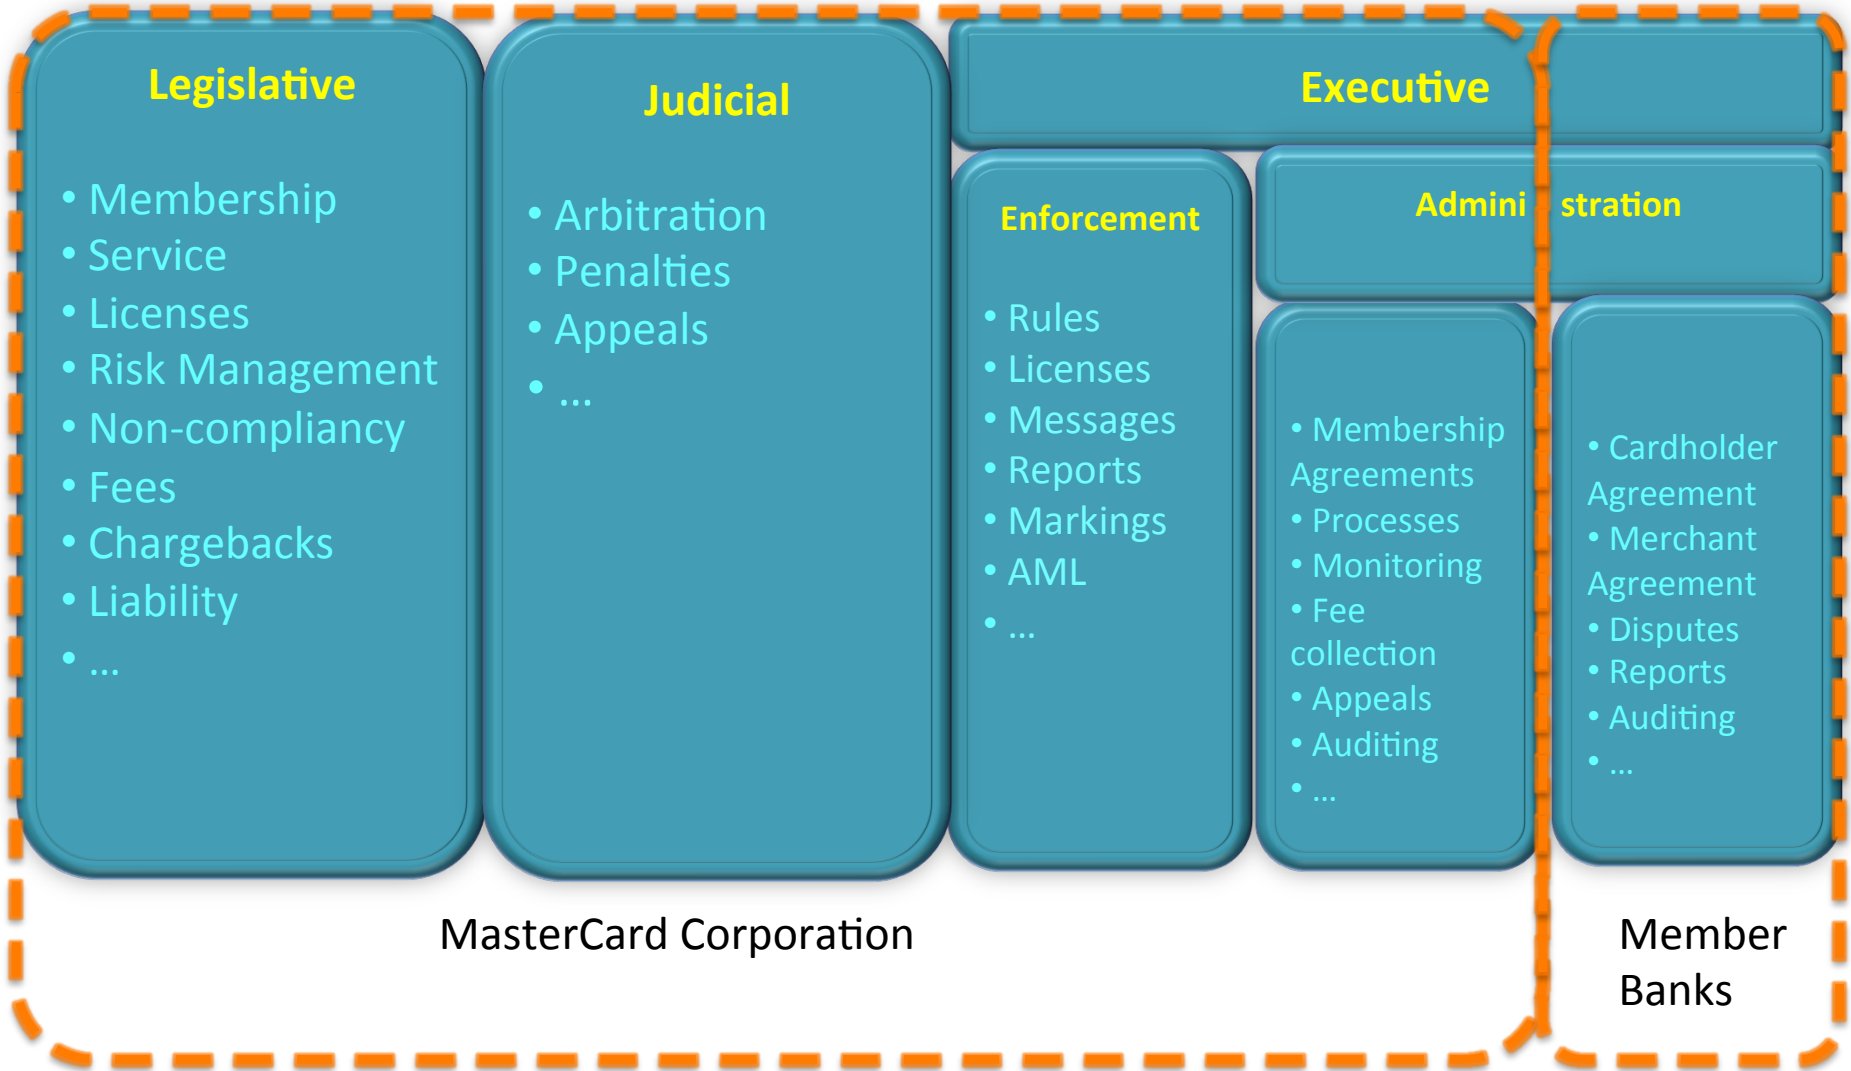 Legislative
• Membership
• Service
• Licenses
• Risk Management
• Non-compliancy
• Fees
• Chargebacks
• Liability
• ...
Judicial
• Arbitration
• Penalties
• Appeals
• ...
Executive
Enforcement
• Rules
• Licenses
• Messages
• Reports
• Markings
• AML
• ...
Admini stration
• Membership
Agreements
• Processes
• Monitoring
• Fee
collection
• Appeals
• Auditing
• ...
• Cardholder
Agreement
• Merchant
Agreement
• Disputes
• Reports
• Auditing
• ...
MasterCard Corporation
Member
Banks